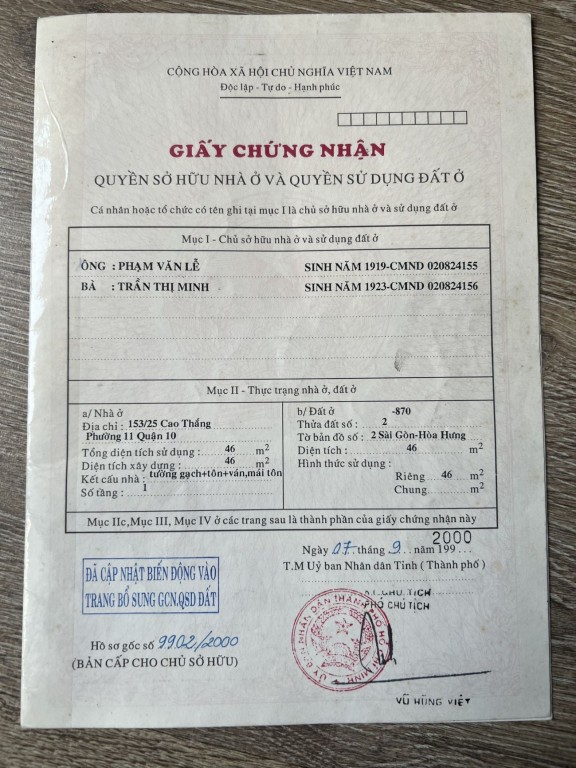 CỘNG HÒA XÃ HỘI CHỦ NGHĨA VIỆT NAM
Độc lập - Tự do - Hạnh phúc
GIẤY CHỨNG NHẬN
QUYỀN SỞ HỮU NHÀ Ở VÀ QUYỀN SỬ DỤNG ĐẤT Ở
Cá nhân hoặc tổ chức có tên ghi tại mục I là chủ sở hữu nhà ở và sử dụng đất ở
Mục I - Chủ sở hữu nhà ở và sử dụng đất ở
ÔNG : PHẠM VĂN LỄ SINH NĂM 1919-CMND 020824155
BÀ : TRẦN THỊ MINH SINH NĂM 1923-CMND 020824156
Mục II - Thực trạng nhà ở, đất ở
a/ Nhà ở
Địa chỉ : 153/25 Cao Thắng
Phường 11 Quận 10
Tổng diện tích sử dụng : 46 m2
Diện tích xây dựng : 46 m2
Kết cấu nhà : tường gạch+tôn+ván,mái tôn
Số tầng : 1
b/ Đất ở -870
Thửa đất số : 2
Tờ bản đồ số : 2 Sài Gòn-Hòa Hưng
Diện tích : 46 m2
Hình thức sử dụng :
Riêng 46 m2
Chung m2
Mục IIc,Mục III, Mục IV ở các trang sau là thành phần của giấy chứng nhận này
2000
Ngày 07 tháng 9 năm 199
T.M Uỷ ban Nhân dân Tỉnh ( Thành phố )
ĐÃ CẬP NHẬT BIẾN ĐỘNG VÀO
TRANG BỔ SUNG GCN.QSD ĐẤT
KT.CHỦ TỊCH
PHÓ CHỦ TỊCH
Hồ sơ gốc số 9902/2000
(BẢN CẤP CHO CHỦ SỞ HỮU)
VŨ HÙNG VIỆT